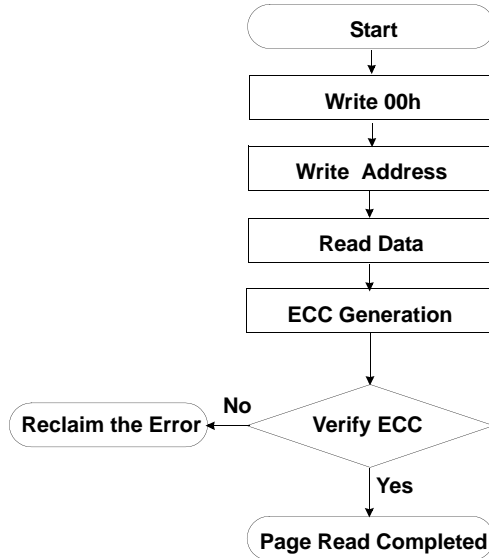 Start
Write 00h
Write Address
Read Data
ECC Generation
No
Reclaim the Error
Verify ECC
Yes
Page Read Completed